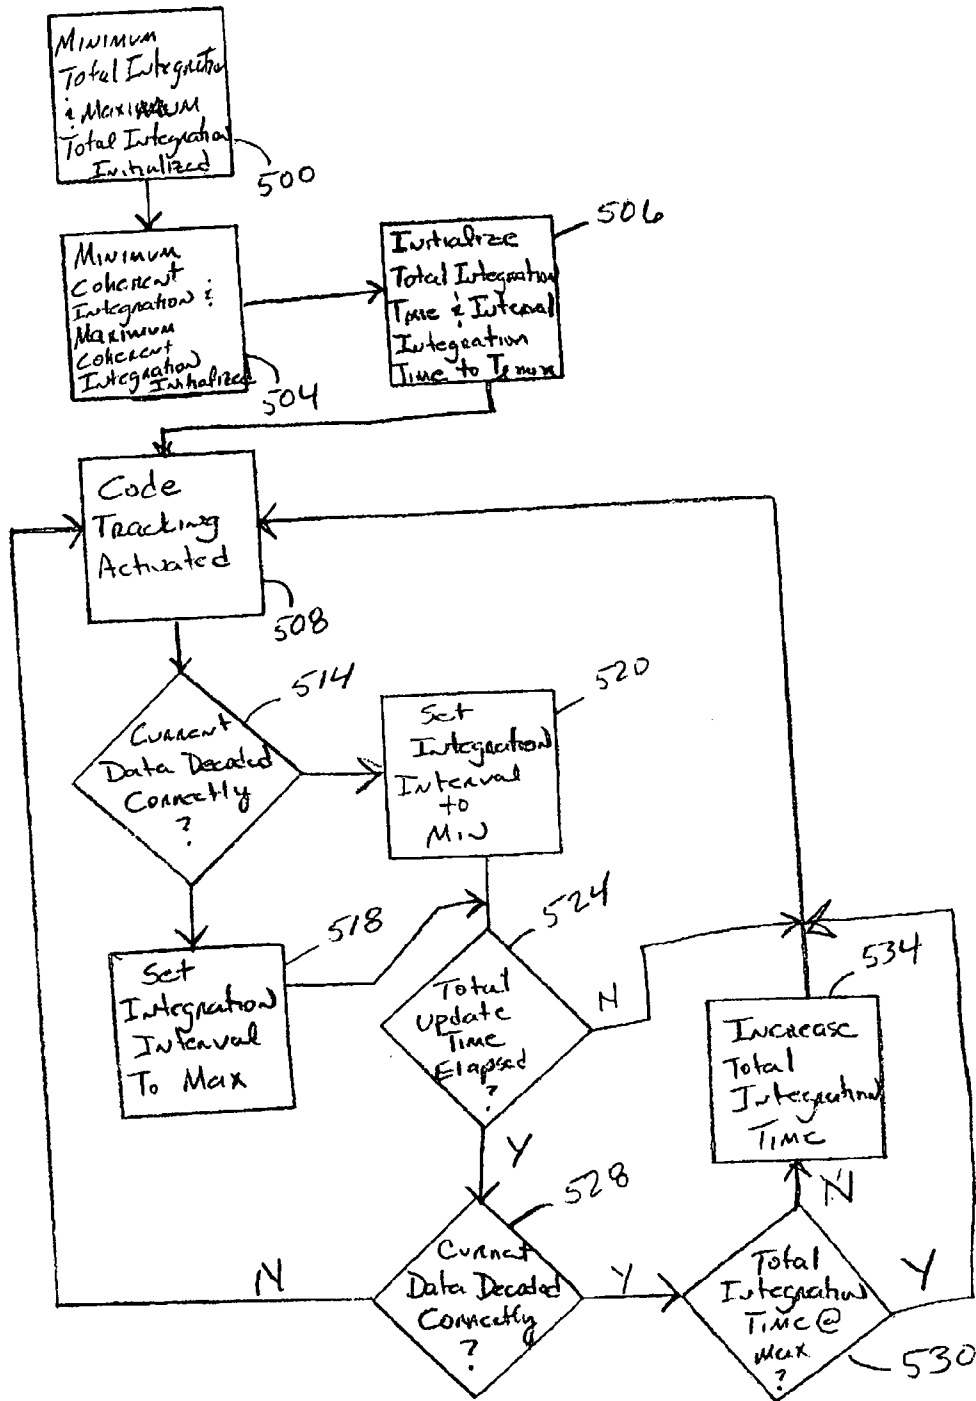 Minimum
Total Integration
& Maximum
Total Integration
Initialized
500
Minimum
Coherent
Integration &
Maximum
Coherent
Integration
Initialized
504
506
Initialize
Total Integration
Time & Interval
Integration
Time to
Code
Tracking
Activated
508
514
Current
Data Decoded
Correctly
?
520
Set
Integration
Interval
to
Min
518
Set
Integration
Interval
To Max
524
Total
Update
Time
Elapsed
?
N
Y
534
Increase
Total
Integration
Time
N
528
Current
Data Decoded
Correctly
?
N
Y
Total
Integration
Time @
Max
?
Y
530